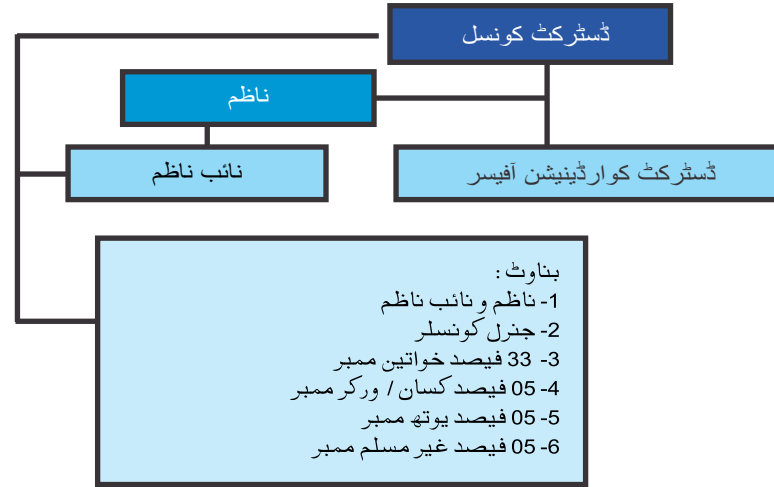 ڈسٹرکٹ کونسل
ناظم
نائب ناظم
ڈسٹرکٹ کوارڈینیشن آفیسر
بناوٹ :
1- ناظم و نائب ناظم
2- جنرل کونسلر
3- 33 فیصد خواتین ممبر
4- 05 فیصد کسان / ورکر ممبر
5- 05 فیصد یوتھ ممبر
6- 05 فیصد غیر مسلم ممبر